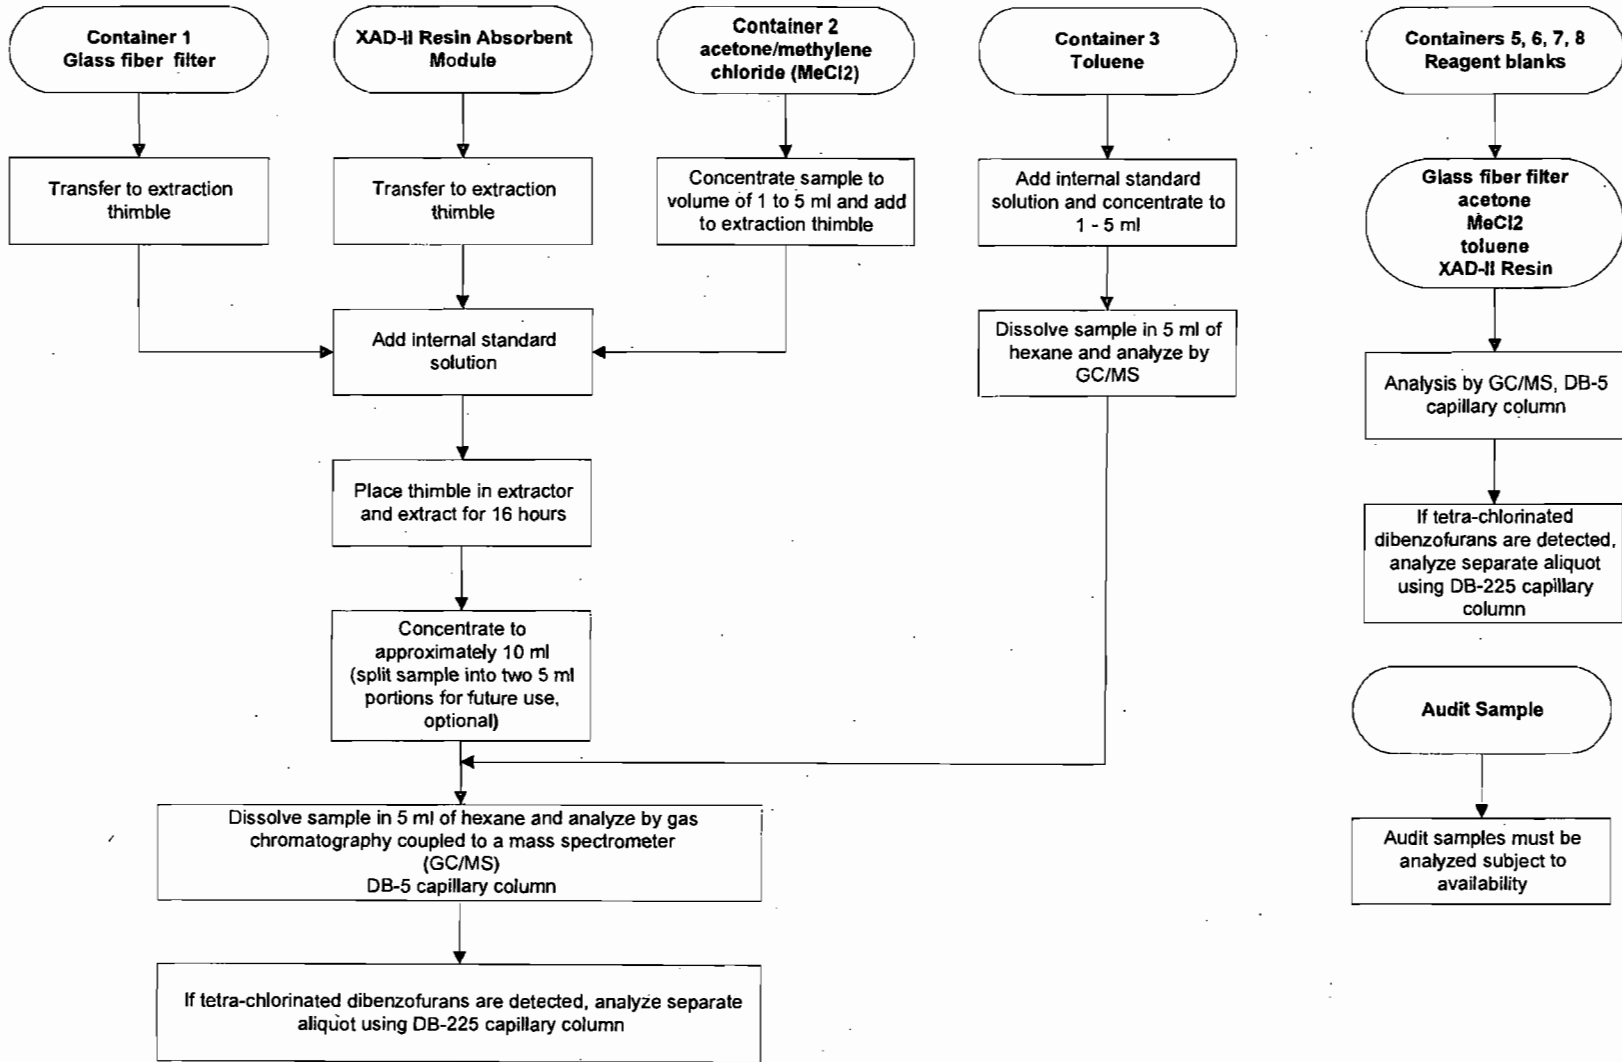 Container 1
Glass fiber filter
Transfer to extraction
thimble
XAD-II Resin Absorbent
Module
Transfer to extraction
thimble
Container 2
acetone/methylene
chloride (MeCl2)
Concentrate sample to
volume of 1 to 5 ml and add
to extraction thimble
Add internal standard
solution
Place thimble in extractor
and extract for 16 hours
Concentrate to
approximately 10 ml
(split sample into two 5 ml
portions for future use,
optional)
Container 3
Toluene
Add internal standard
solution and concentrate to
1 - 5 ml
Dissolve sample in 5 ml of
hexane and analyze by
GC/MS
Dissolve sample in 5 ml of hexane and analyze by gas
chromatography coupled to a mass spectrometer
(GC/MS)
DB-5 capillary column
If tetra-chlorinated dibenzofurans are detected, analyze separate
aliquot using DB-225 capillary column
Containers 5, 6, 7, 8
Reagent blanks
Glass fiber filter
acetone
MeCl2
toluene
XAD-II Resin
Analysis by GC/MS, DB-5
capillary column
If tetra-chlorinated
dibenzofurans are detected,
analyze separate aliquot
using DB-225 capillary
column
Audit Sample
Audit samples must be
analyzed subject to
availability